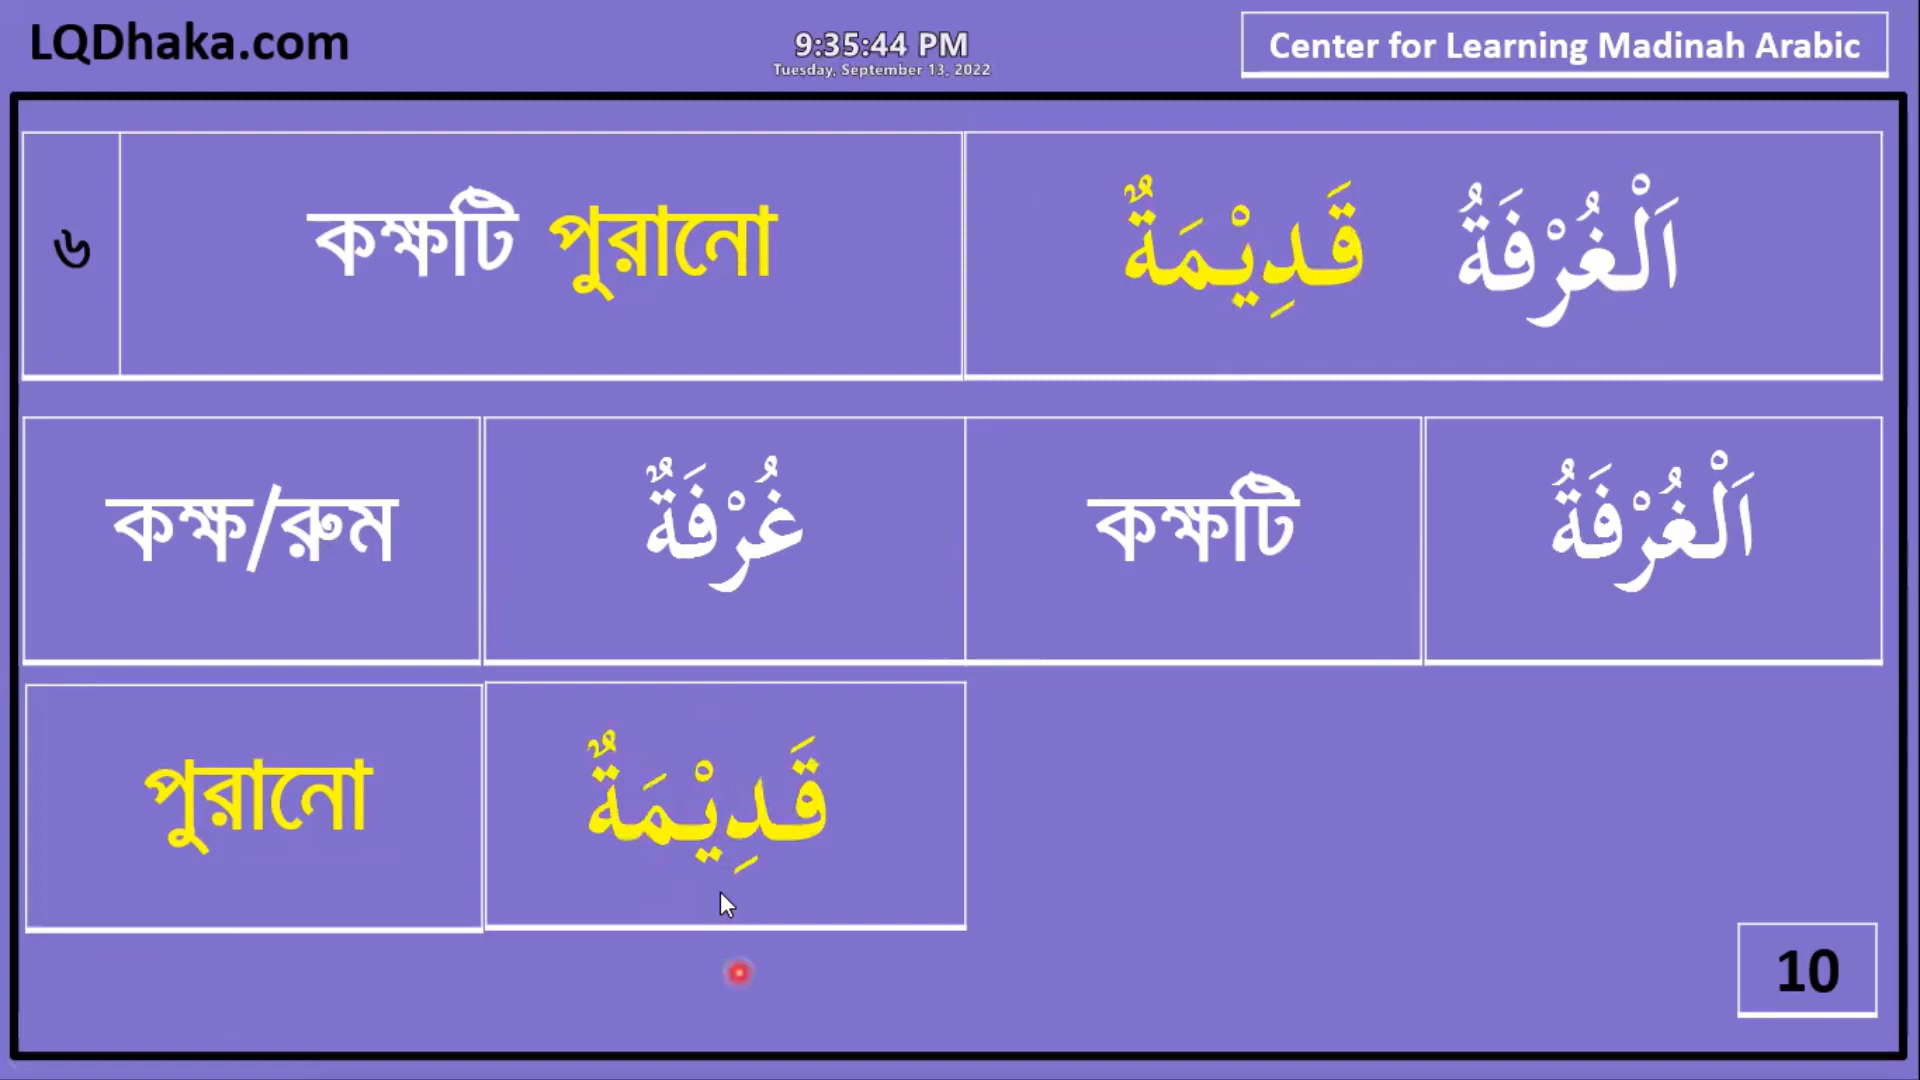 LQDhaka.com
9:35:44 PM
Tuesday, September 13, 2022
Center for Learning Madinah Arabic
৬
কক্ষটি পুরানো
اَلْغُرْفَةُ قَدِيْمَةٌ
কক্ষ/রুম
غُرْفَةٌ
কক্ষটি
اَلْغُرْفَةُ
পুরানো
قَدِيْمَةٌ
10